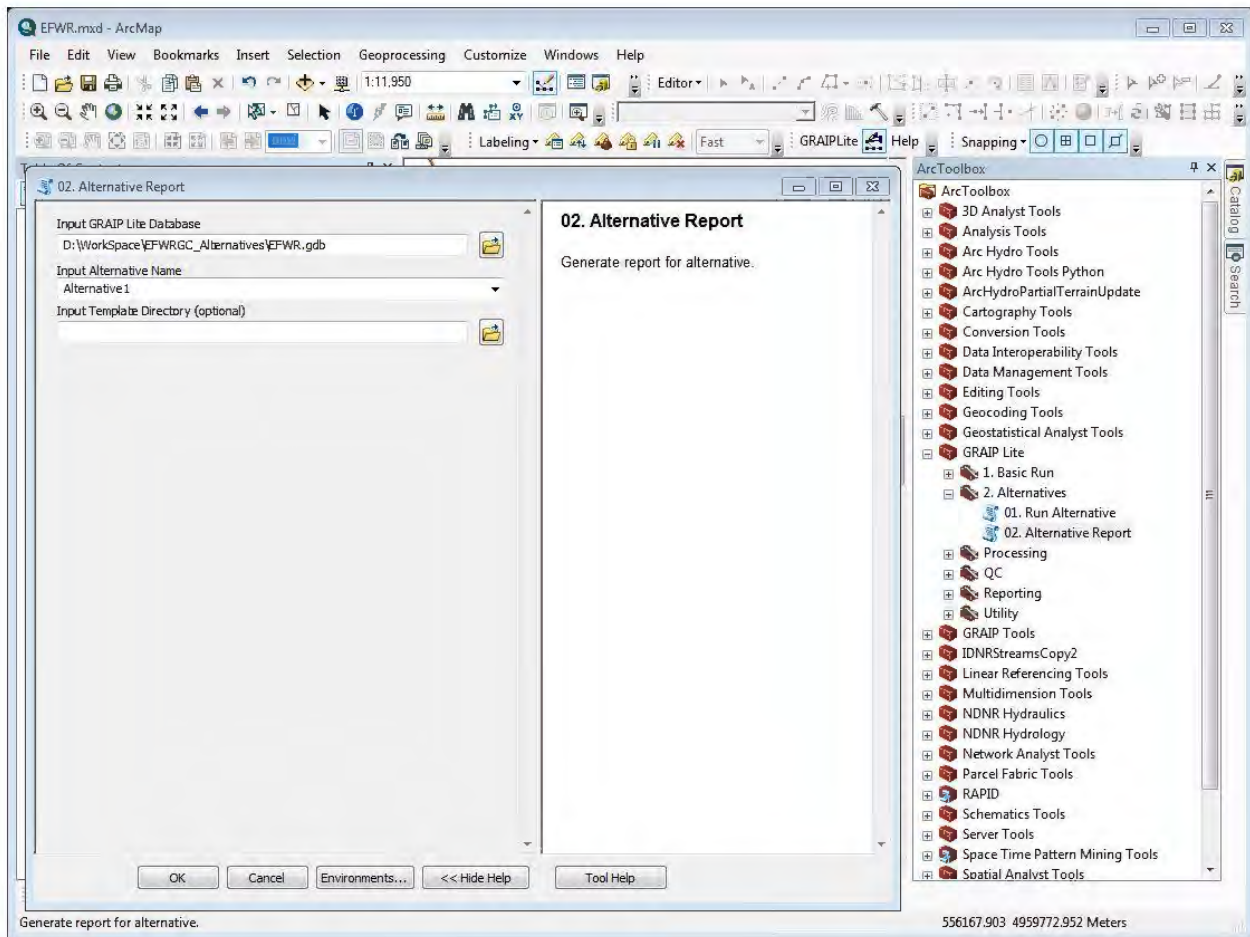 EFWR.mxd - ArcMap
File Edit View Bookmarks Insert Selection Geoprocessing Customize Windows Help
1:11,950
Editor
Labeling Fast GRAIPLite Help Snapping
02. Alternative Report
Input GRAIP Lite Database
D:\WorkSpace\EFWRGC_Alternatives\EFWR.gdb
Input Alternative Name
Alternative1
Input Template Directory (optional)
02. Alternative Report
Generate report for alternative.
OK Cancel Environments... << Hide Help Tool Help
ArcToolbox
ArcToolbox
3D Analyst Tools
Analysis Tools
Arc Hydro Tools
Arc Hydro Tools Python
ArcHydroPartialTerrainUpdate
Cartography Tools
Conversion Tools
Data Interoperability Tools
Data Management Tools
Editing Tools
Geocoding Tools
Geostatistical Analyst Tools
GRAIP Lite
1. Basic Run
2. Alternatives
01. Run Alternative
02. Alternative Report
Processing
QC
Reporting
Utility
GRAIP Tools
IDNRStreamsCopy2
Linear Referencing Tools
Multidimension Tools
NDNR Hydraulics
NDNR Hydrology
Network Analyst Tools
Parcel Fabric Tools
RAPID
Schematics Tools
Server Tools
Space Time Pattern Mining Tools
Spatial Analyst Tools
Catalog
Search
Generate report for alternative.
556167.903 4959772.952 Meters